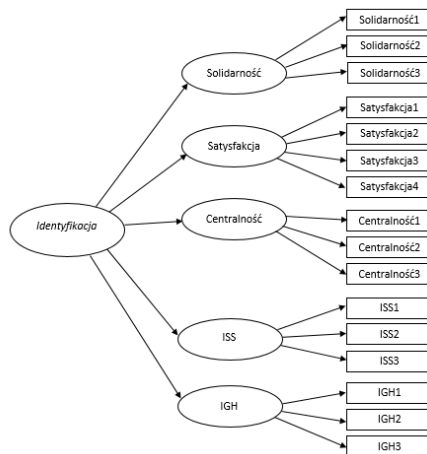 Solidarność1
Solidarność2
Solidarność3
Solidarność
Satysfakcja1
Satysfakcja2
Satysfakcja3
Satysfakcja4
Satysfakcja
Identyfikacja
Centralność
Centralność1
Centralność2
Centralność3
ISS
ISS1
ISS2
ISS3
IGH
IGH1
IGH2
IGH3